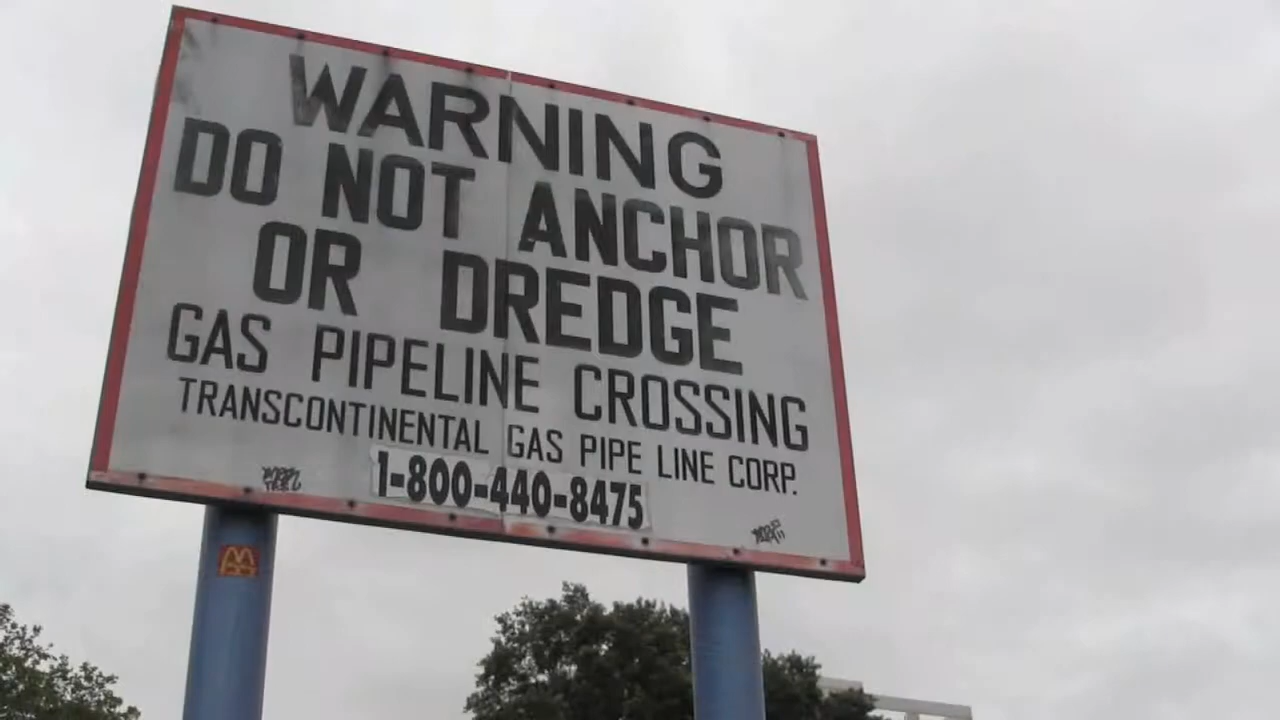 WARNING
DO NOT ANCHOR
OR DREDGE
GAS PIPELINE CROSSING
TRANSCONTINENTAL GAS PIPE LINE CORP.
1-800-440-8475
M